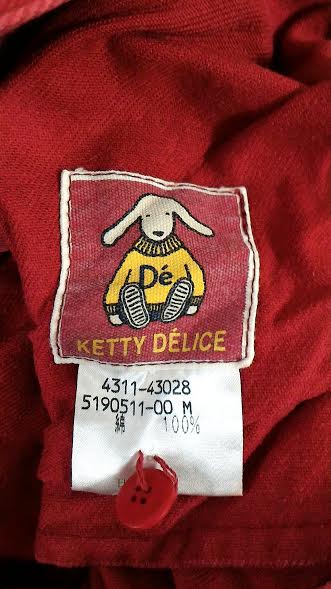 Dé
KETTY DÉLICE
4311-43028
5190511-00 M
綿 100%